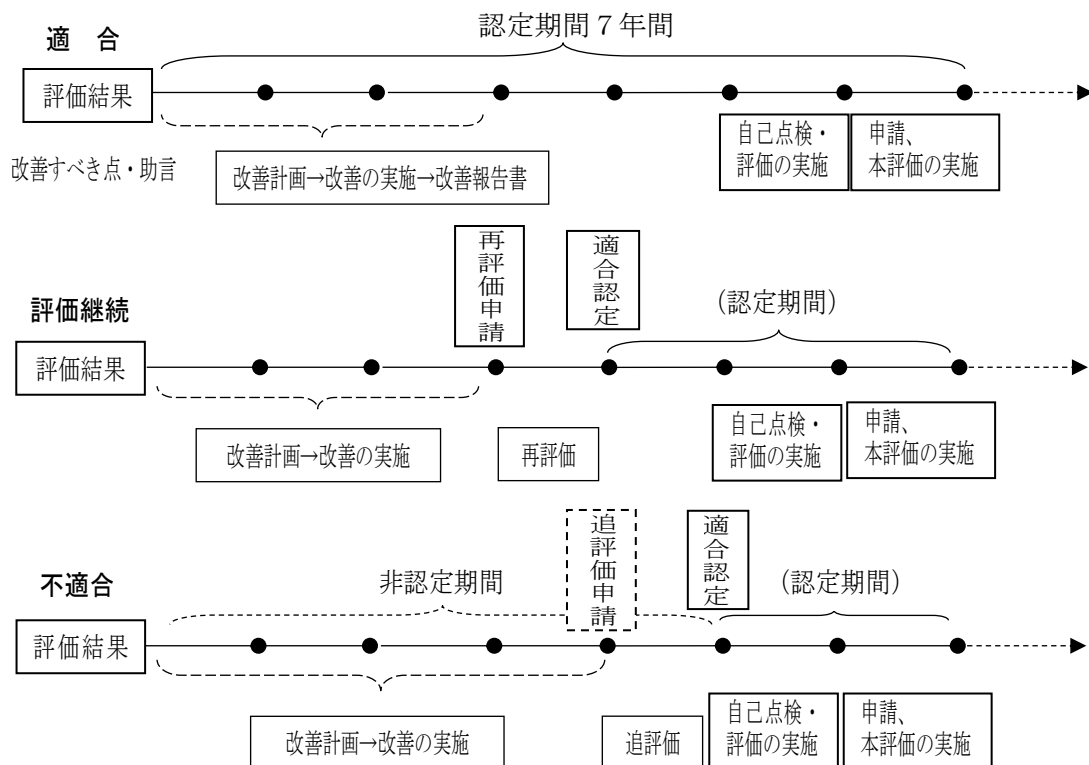 適　合
認定期間７年間
評価結果
改善すべき点・助言
改善計画→改善の実施→改善報告書
自己点検・
評価の実施
申請、
本評価の実施
評価継続
再評価申請
適合認定
(認定期間)
評価結果
改善計画→改善の実施
再評価
自己点検・
評価の実施
申請、
本評価の実施
不適合
非認定期間
追評価申請
適合認定
(認定期間)
評価結果
改善計画→改善の実施
追評価
自己点検・
評価の実施
申請、
本評価の実施